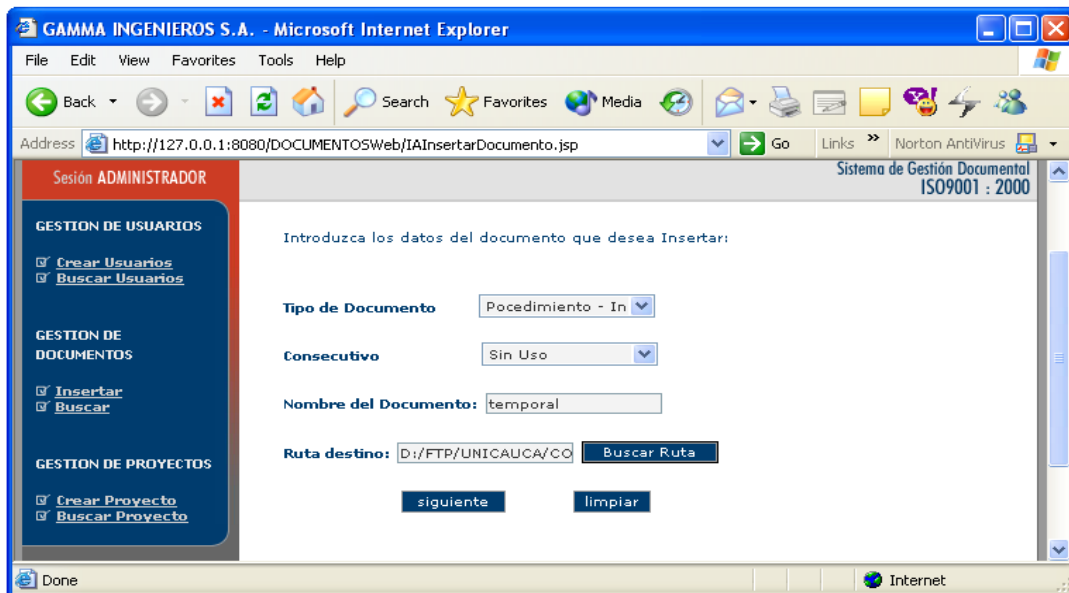 GAMMA INGENIEROS S.A. - Microsoft Internet Explorer
File Edit View Favorites Tools Help
Back Search Favorites Media
Address http://127.0.0.1:8080/DOCUMENTOSWeb/IAInsertarDocumento.jsp Go Links » Norton AntiVirus
Sesión ADMINISTRADOR
Sistema de Gestión Documental
ISO9001 : 2000
GESTION DE USUARIOS
Crear Usuarios
Buscar Usuarios
GESTION DE
DOCUMENTOS
Insertar
Buscar
GESTION DE PROYECTOS
Crear Proyecto
Buscar Proyecto
Introduzca los datos del documento que desea Insertar:
Tipo de Documento Pocedimiento - In
Consecutivo Sin Uso
Nombre del Documento: temporal
Ruta destino: D:/FTP/UNICAUCA/CO Buscar Ruta
siguiente limpiar
Done Internet